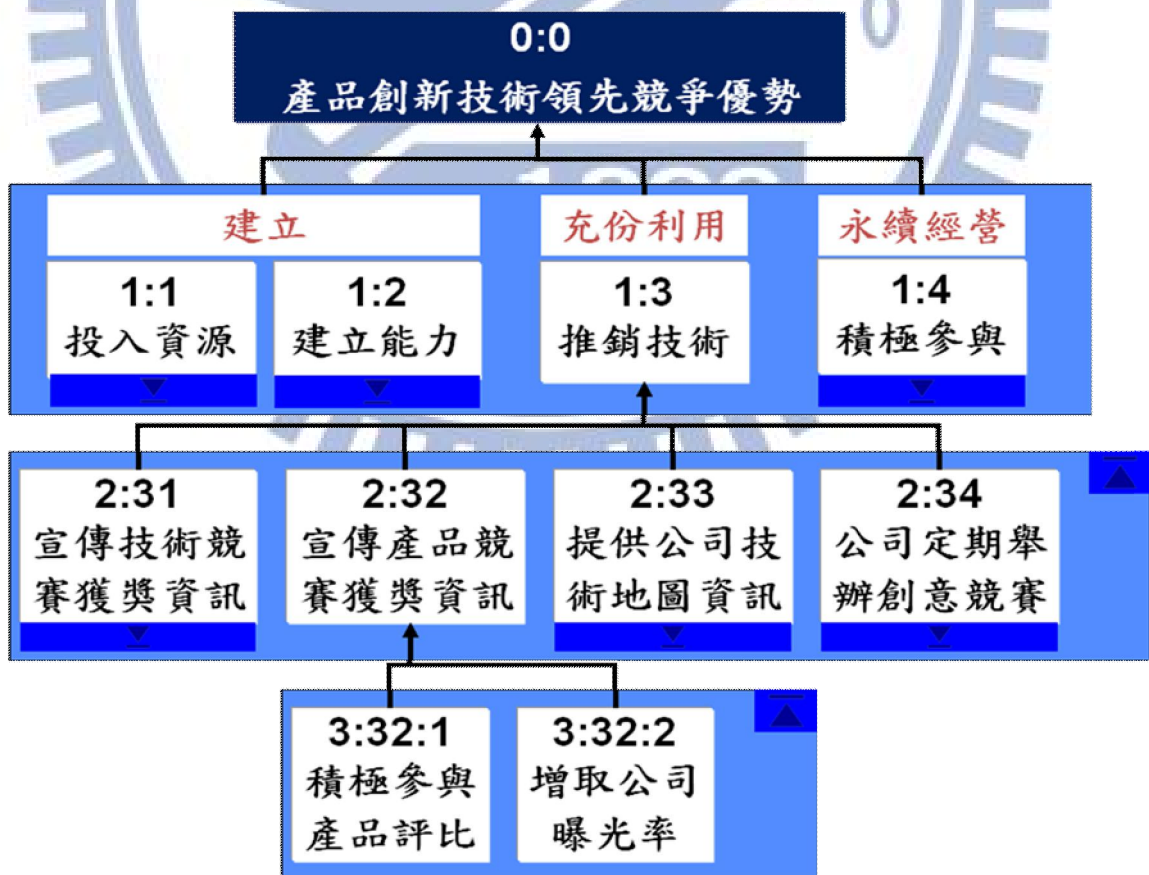 0:0
產品創新技術領先競爭優勢
建立
充份利用
永續經營
1:1
投入資源
1:2
建立能力
1:3
推銷技術
1:4
積極參與
2:31
宣傳技術競
賽獲獎資訊
2:32
宣傳產品競
賽獲獎資訊
2:33
提供公司技
術地圖資訊
2:34
公司定期舉
辦創意競賽
3:32:1
積極參與
產品評比
3:32:2
增取公司
曝光率